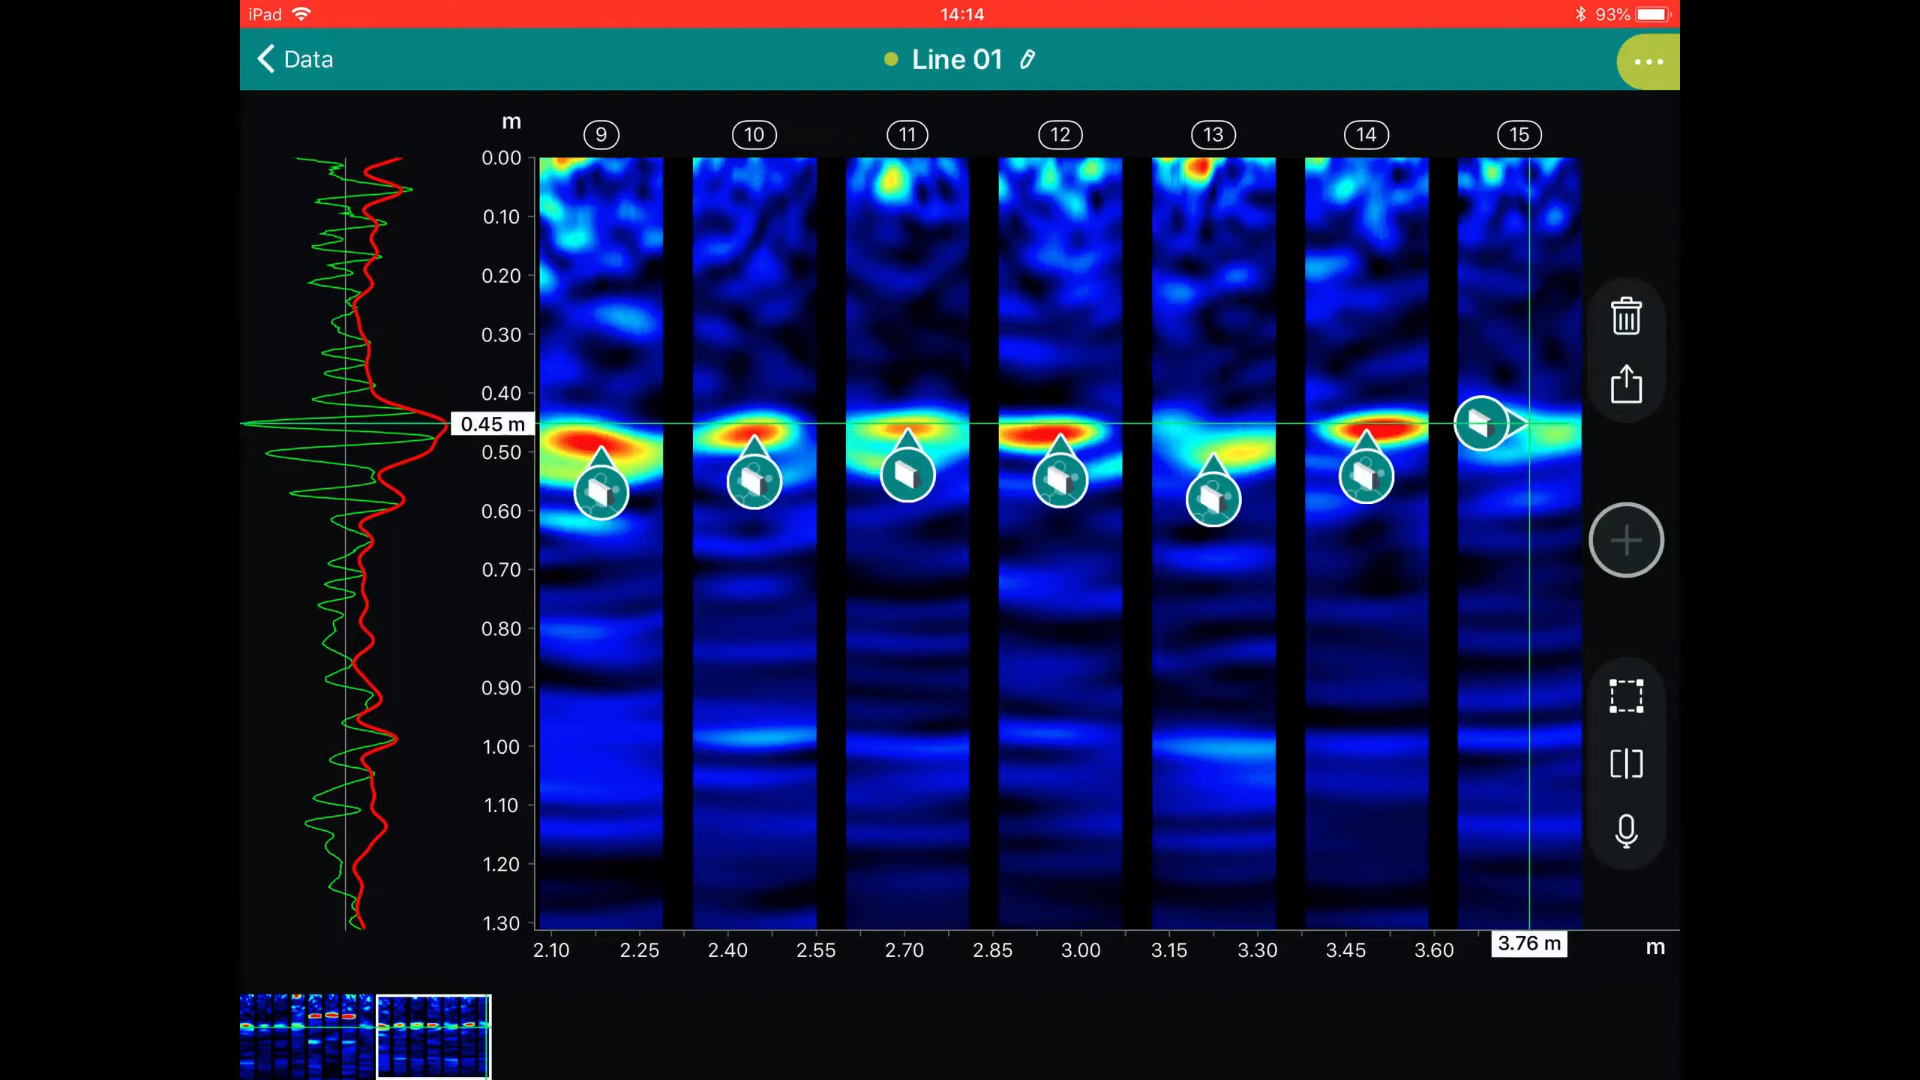 iPad 14:14 93%
Data Line 01
m 9 10 11 12 13 14 15
0.00
0.10
0.20
0.30
0.40
0.45 m
0.50
0.60
0.70
0.80
0.90
1.00
1.10
1.20
1.30
2.10 2.25 2.40 2.55 2.70 2.85 3.00 3.15 3.30 3.45 3.60 3.76 m m